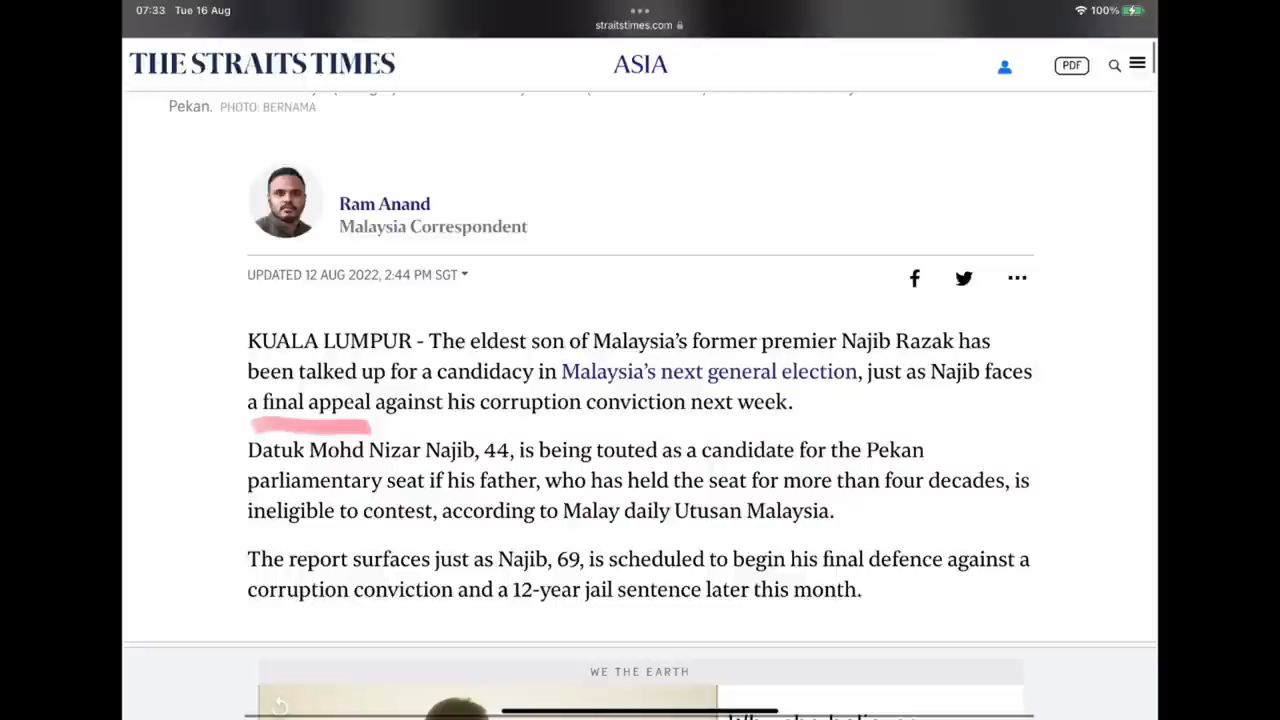 07:33 Tue 16 Aug
straitstimes.com
100%
THE STRAITS TIMES
ASIA
PDF
Pekan. PHOTO: BERNAMA
Ram Anand
Malaysia Correspondent
UPDATED 12 AUG 2022, 2:44 PM SGT
KUALA LUMPUR - The eldest son of Malaysia's former premier Najib Razak has
been talked up for a candidacy in Malaysia's next general election, just as Najib faces
a final appeal against his corruption conviction next week.
Datuk Mohd Nizar Najib, 44, is being touted as a candidate for the Pekan
parliamentary seat if his father, who has held the seat for more than four decades, is
ineligible to contest, according to Malay daily Utusan Malaysia.
The report surfaces just as Najib, 69, is scheduled to begin his final defence against a
corruption conviction and a 12-year jail sentence later this month.
WE THE EARTH